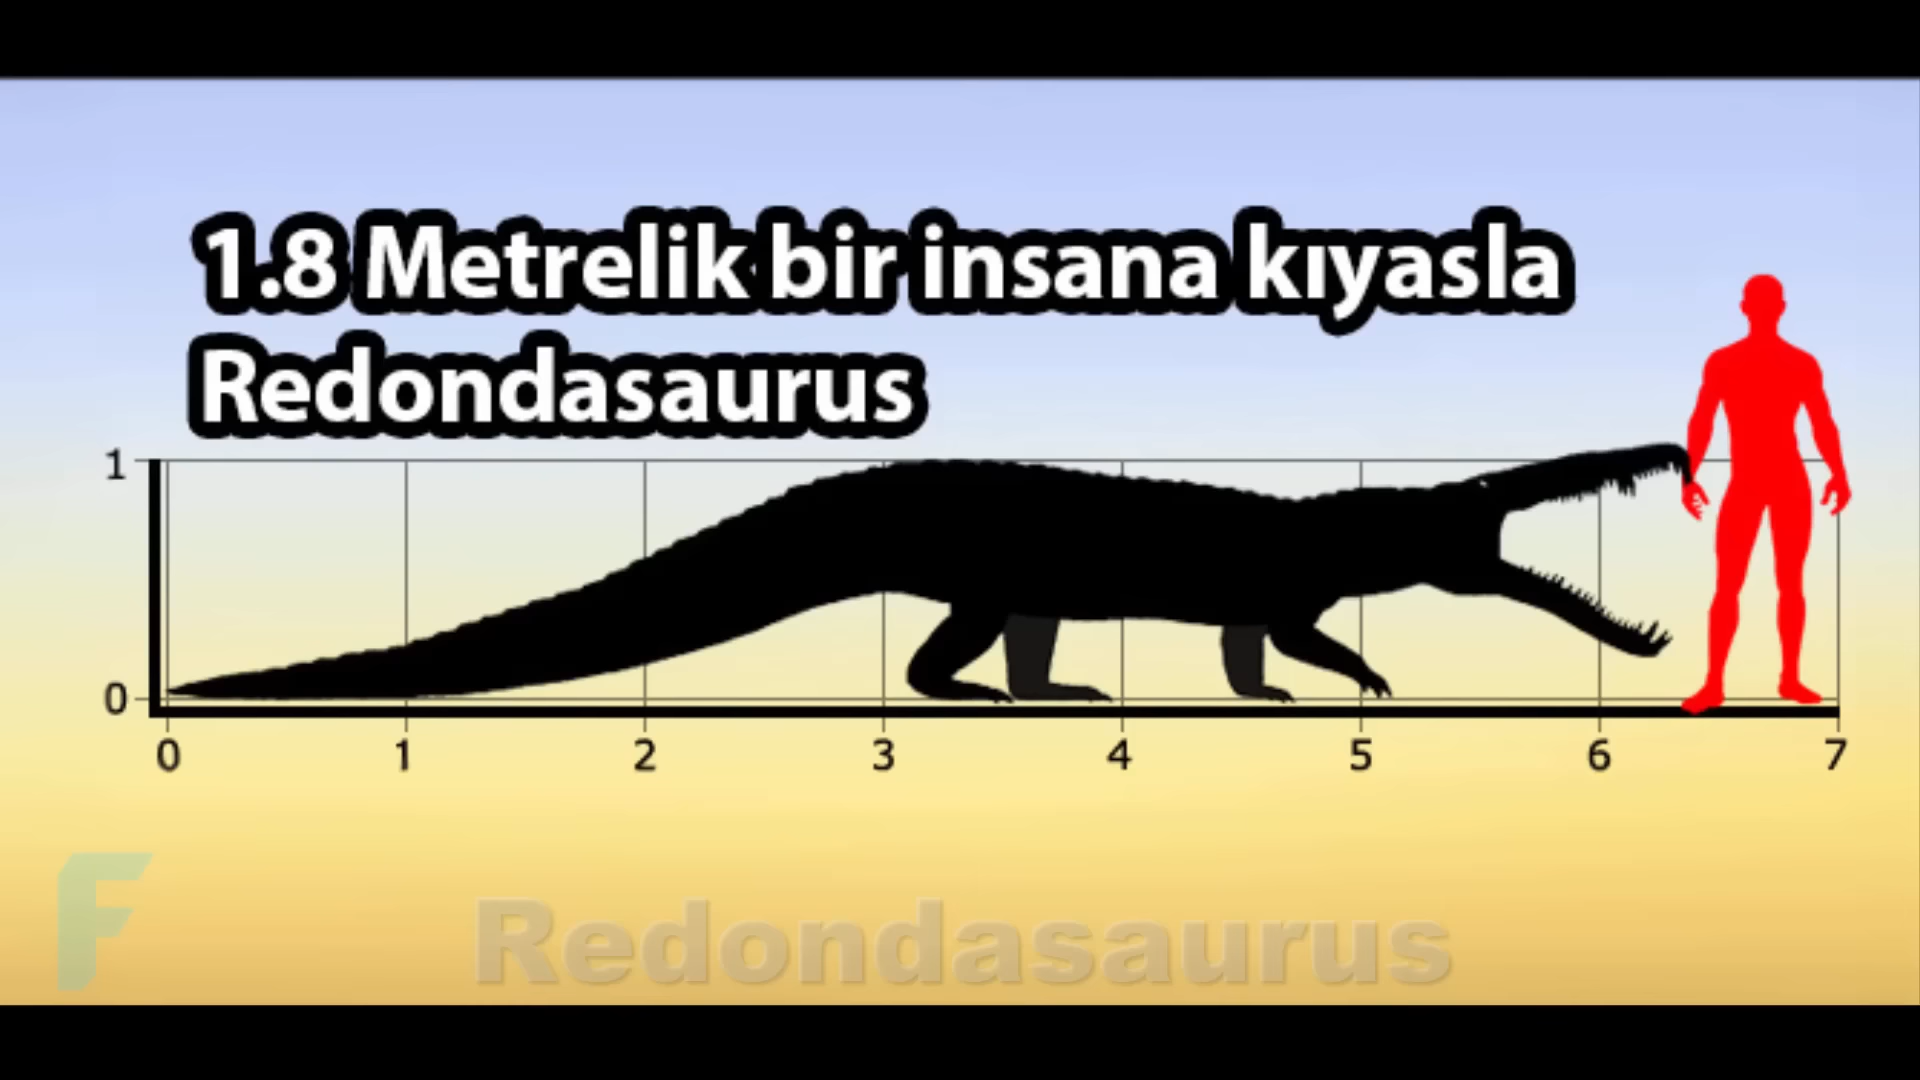 1.8 Metrelik bir insana kıyasla
Redondasaurus
1
0
0 1 2 3 4 5 6 7
F
Redondasaurus